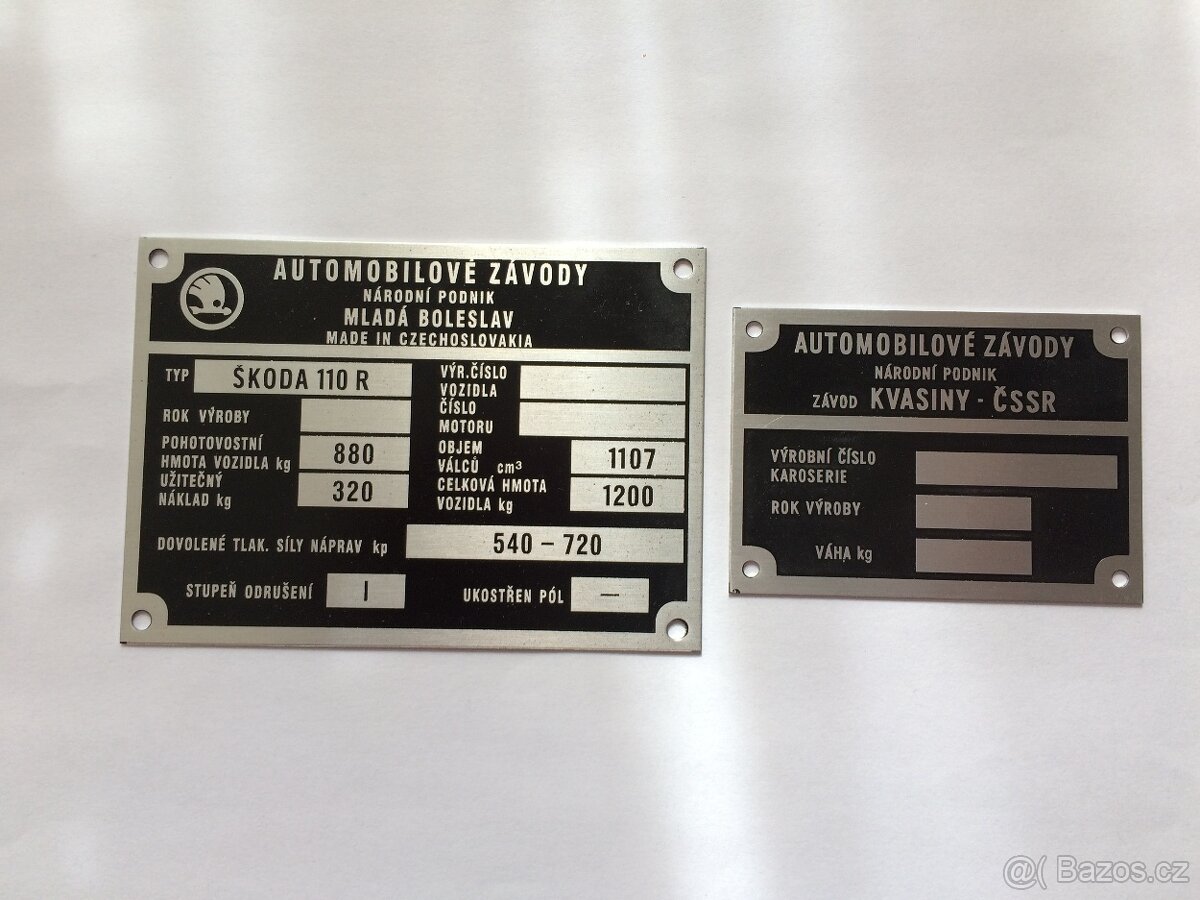 AUTOMOBILOVÉ ZÁVODY
NÁRODNÍ PODNIK
MLADÁ BOLESLAV
MADE IN CZECHOSLOVAKIA
TYP ŠKODA 110 R
ROK VÝROBY
POHOTOVOSTNÍ
HMOTA VOZIDLA kg 880
UŽITEČNÝ
NÁKLAD kg 320
VÝR.ČÍSLO
VOZIDLA
ČÍSLO
MOTORU
OBJEM
VÁLCŮ cm³ 1107
CELKOVÁ HMOTA
VOZIDLA kg 1200
DOVOLENÉ TLAK. SÍLY NÁPRAV kp 540 – 720
STUPEŇ ODRUŠENÍ I
UKOSTŘEN PÓL –
AUTOMOBILOVÉ ZÁVODY
NÁRODNÍ PODNIK
ZÁVOD KVASINY - ČSSR
VÝROBNÍ ČÍSLO
KAROSERIE
ROK VÝROBY
VÁHA kg
@( Bazos.cz